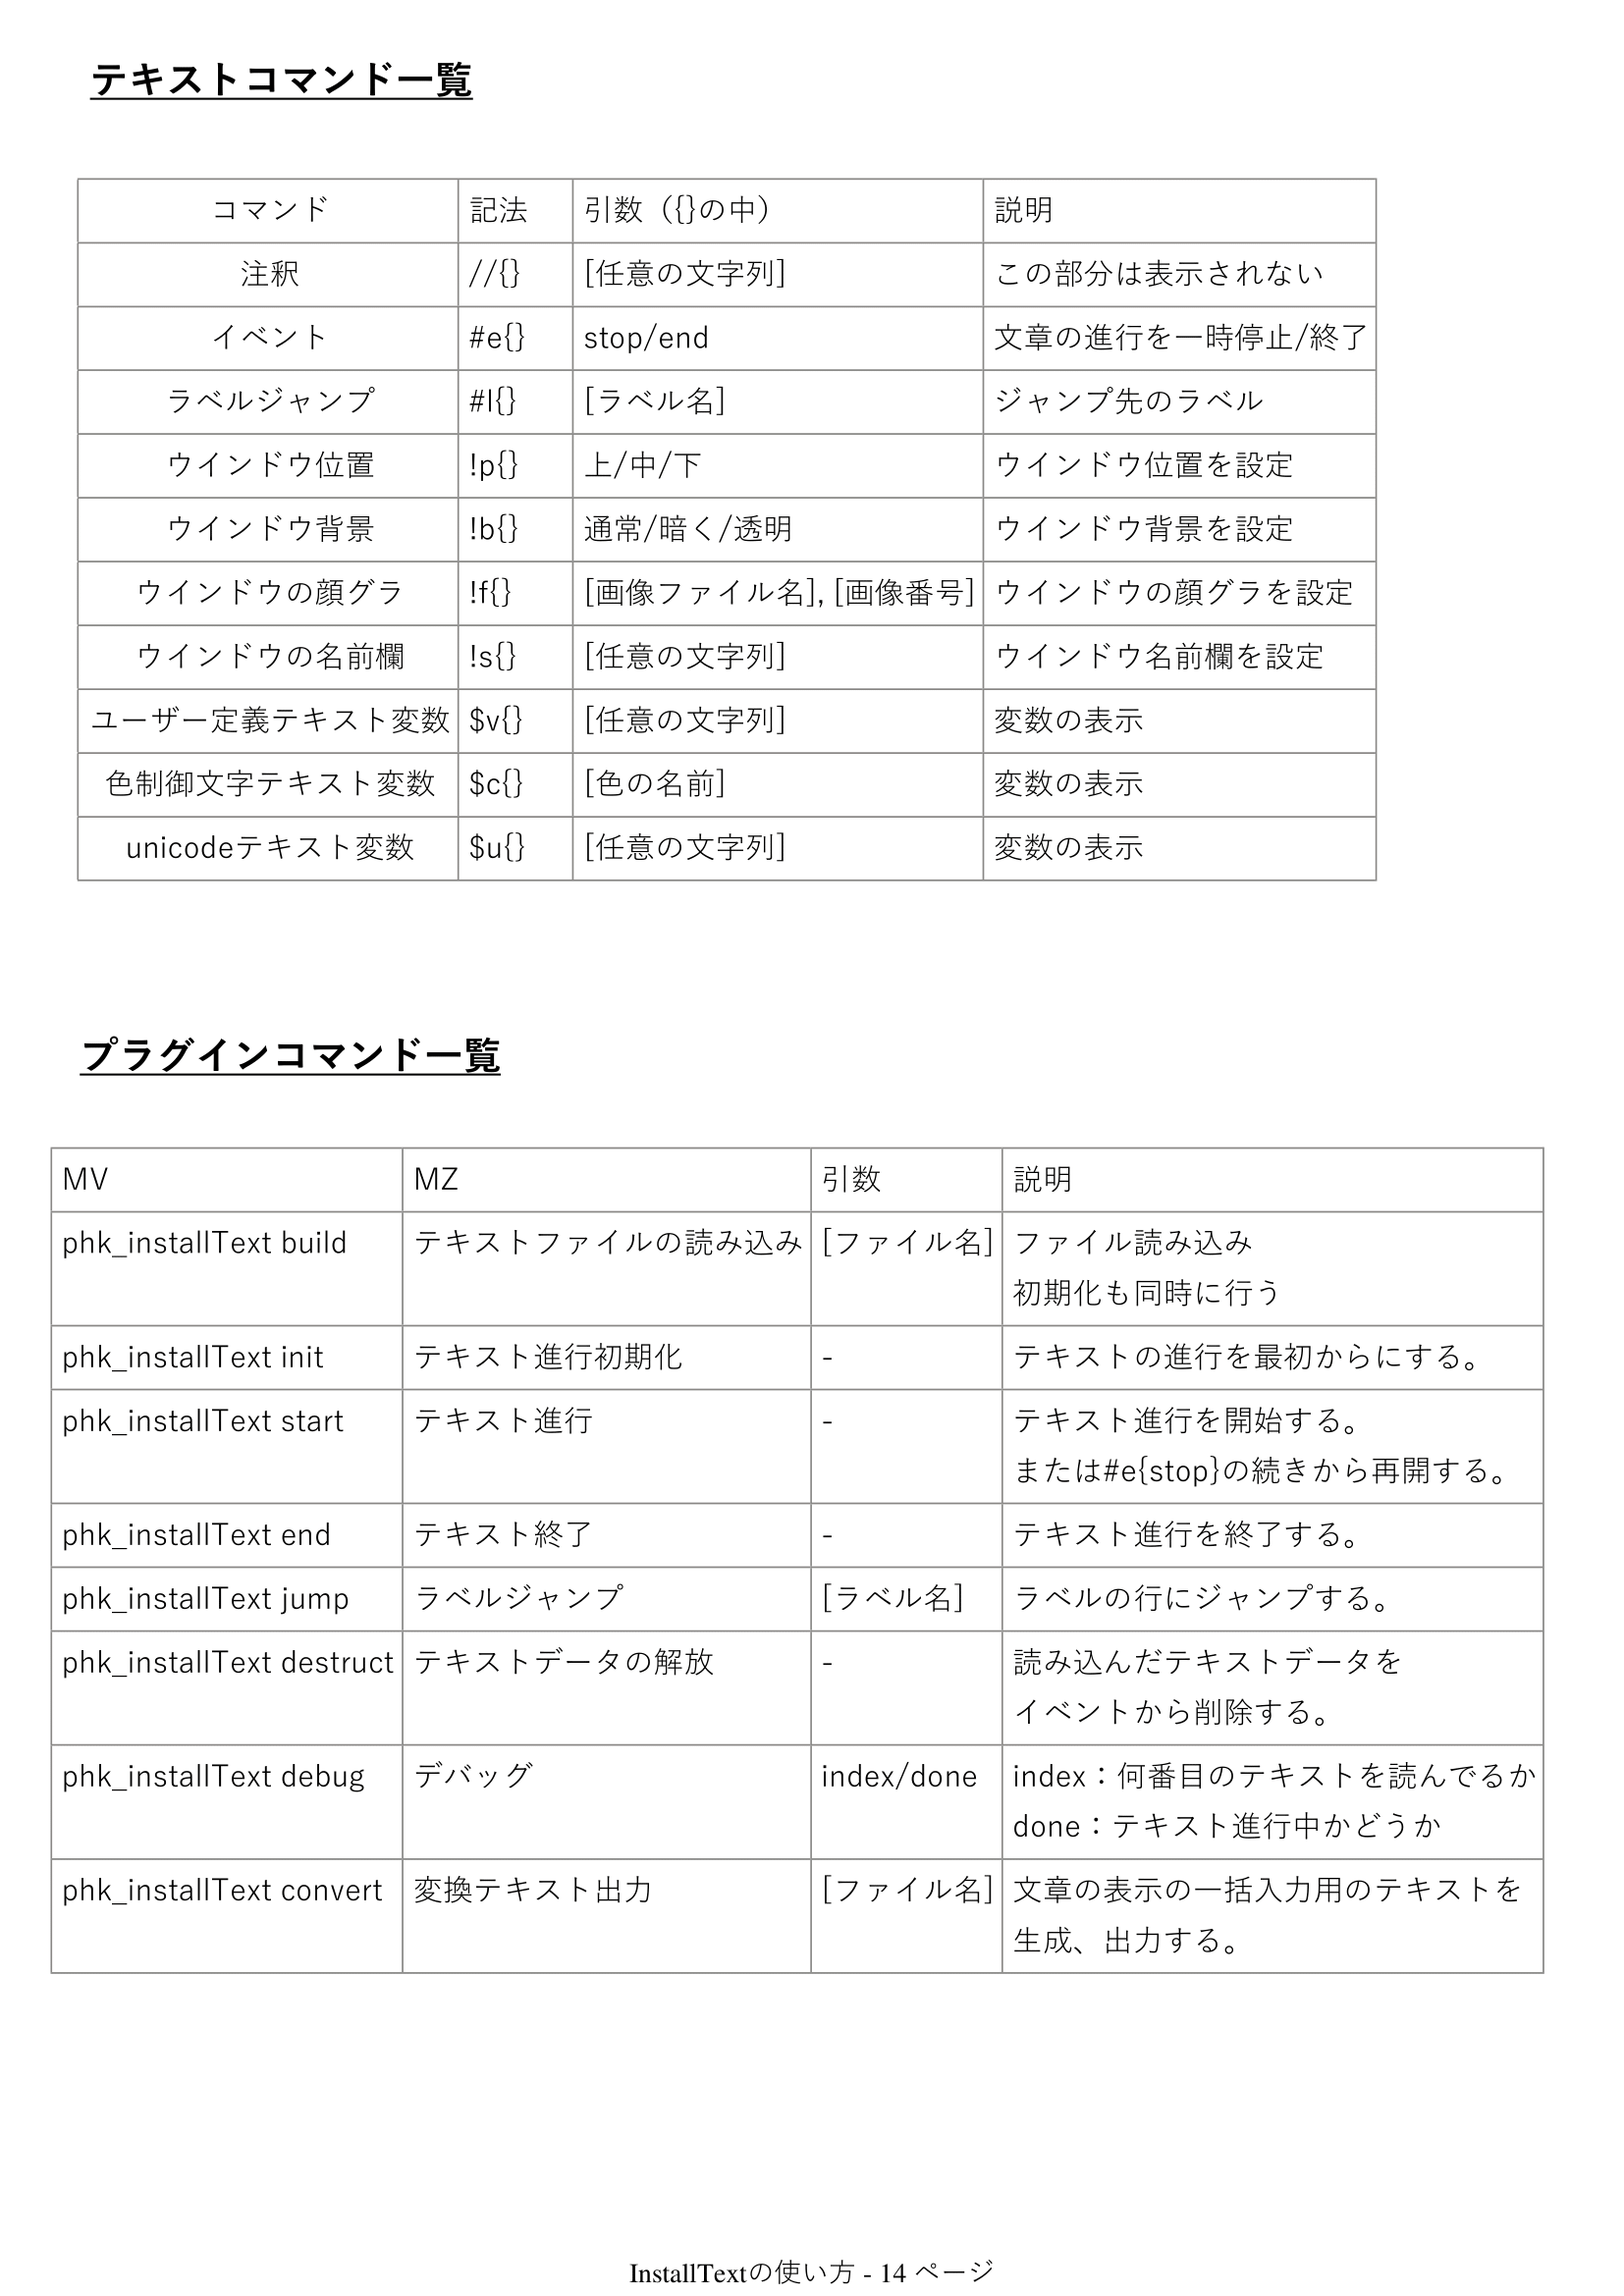 テキストコマンド一覧
コマンド 記法 引数（{}の中） 説明
注釈 //{} [任意の文字列] この部分は表示されない
イベント #e{} stop/end 文章の進行を一時停止/終了
ラベルジャンプ #l{} [ラベル名] ジャンプ先のラベル
ウインドウ位置 !p{} 上/中/下 ウインドウ位置を設定
ウインドウ背景 !b{} 通常/暗く/透明 ウインドウ背景を設定
ウインドウの顔グラ !f{} [画像ファイル名], [画像番号] ウインドウの顔グラを設定
ウインドウの名前欄 !s{} [任意の文字列] ウインドウ名前欄を設定
ユーザー定義テキスト変数 $v{} [任意の文字列] 変数の表示
色制御文字テキスト変数 $c{} [色の名前] 変数の表示
unicodeテキスト変数 $u{} [任意の文字列] 変数の表示
プラグインコマンド一覧
MV MZ 引数 説明
phk_installText build テキストファイルの読み込み [ファイル名] ファイル読み込み
初期化も同時に行う
phk_installText init テキスト進行初期化 - テキストの進行を最初からにする。
phk_installText start テキスト進行 - テキスト進行を開始する。
または#e{stop}の続きから再開する。
phk_installText end テキスト終了 - テキスト進行を終了する。
phk_installText jump ラベルジャンプ [ラベル名] ラベルの行にジャンプする。
phk_installText destruct テキストデータの解放 - 読み込んだテキストデータを
イベントから削除する。
phk_installText debug デバッグ index/done index：何番目のテキストを読んでるか
done：テキスト進行中かどうか
phk_installText convert 変換テキスト出力 [ファイル名] 文章の表示の一括入力用のテキストを
生成、出力する。
InstallTextの使い方 - 14 ページ